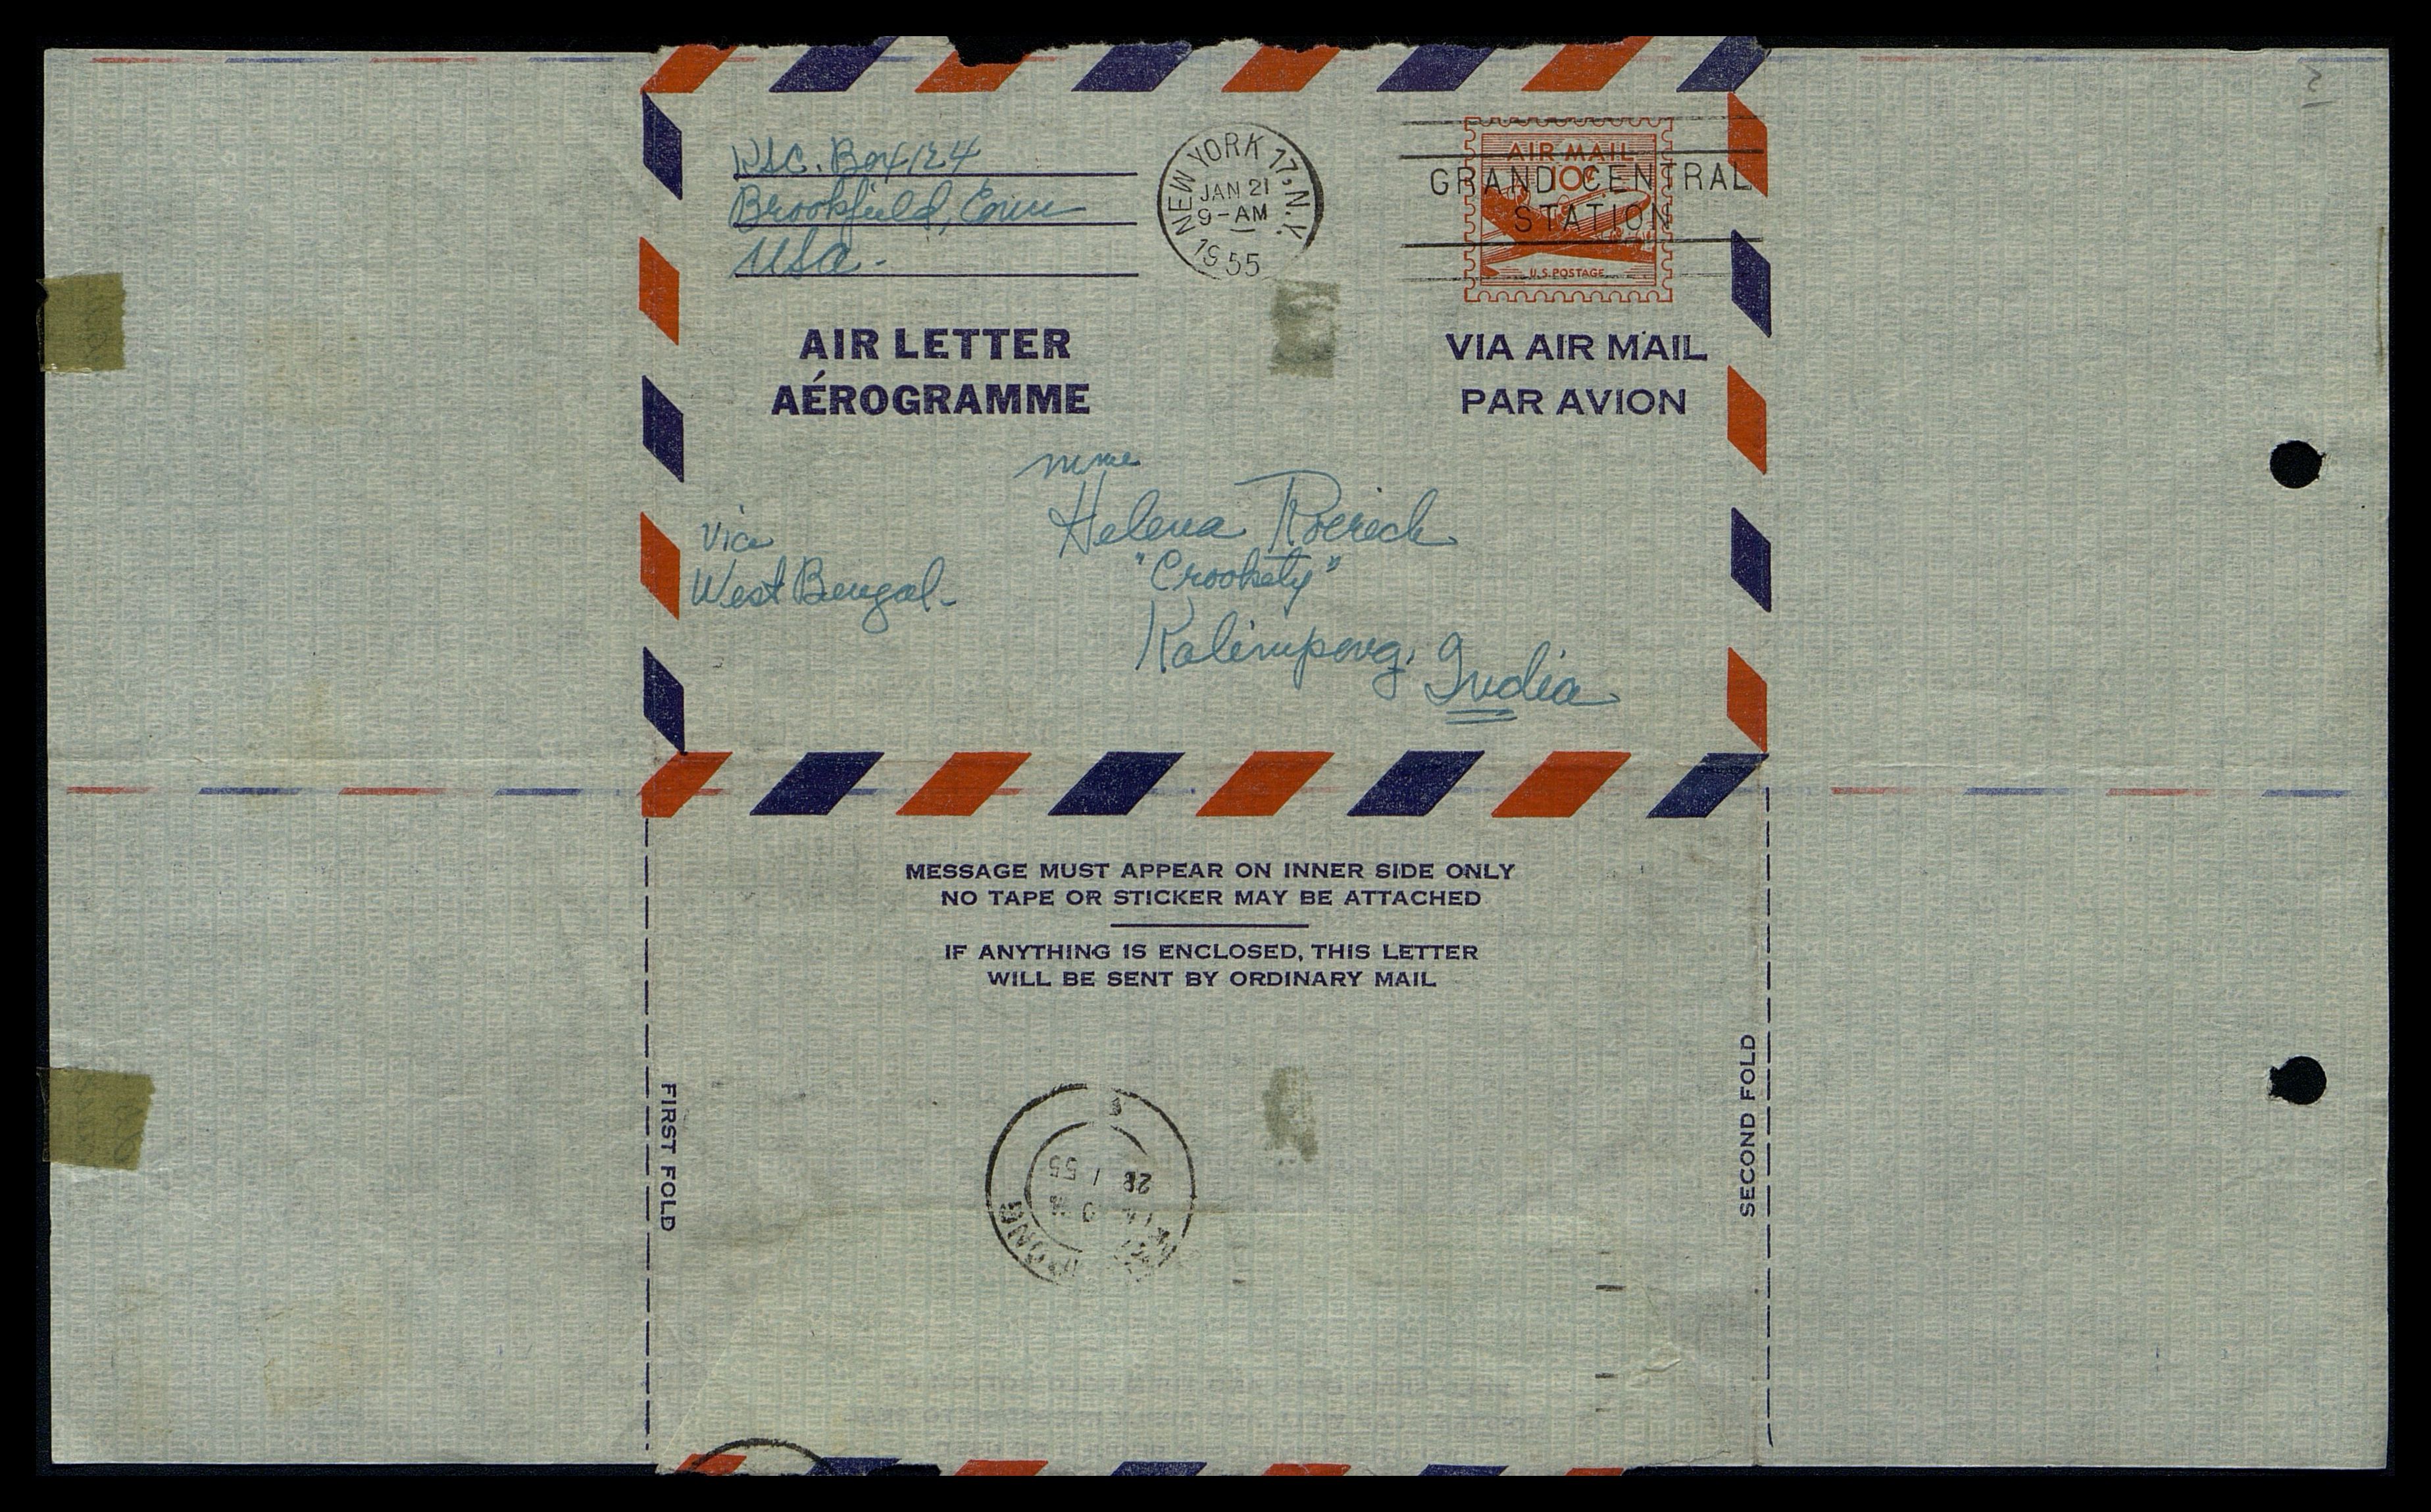 KSC. Box 124
Brookfield, Conn
USA-
NEW YORK 17, N.Y.
JAN 21
9-AM
1955
AIR MAIL
10¢
U.S. POSTAGE
GRAND CENTRAL
STATION
AIR LETTER
AÉROGRAMME
VIA AIR MAIL
PAR AVION
Mme
Helena Roerich
"Crookety"
Kalimpong, India
Via
West Bengal-
MESSAGE MUST APPEAR ON INNER SIDE ONLY
NO TAPE OR STICKER MAY BE ATTACHED
IF ANYTHING IS ENCLOSED, THIS LETTER
WILL BE SENT BY ORDINARY MAIL
FIRST FOLD
SECOND FOLD
28 1 55